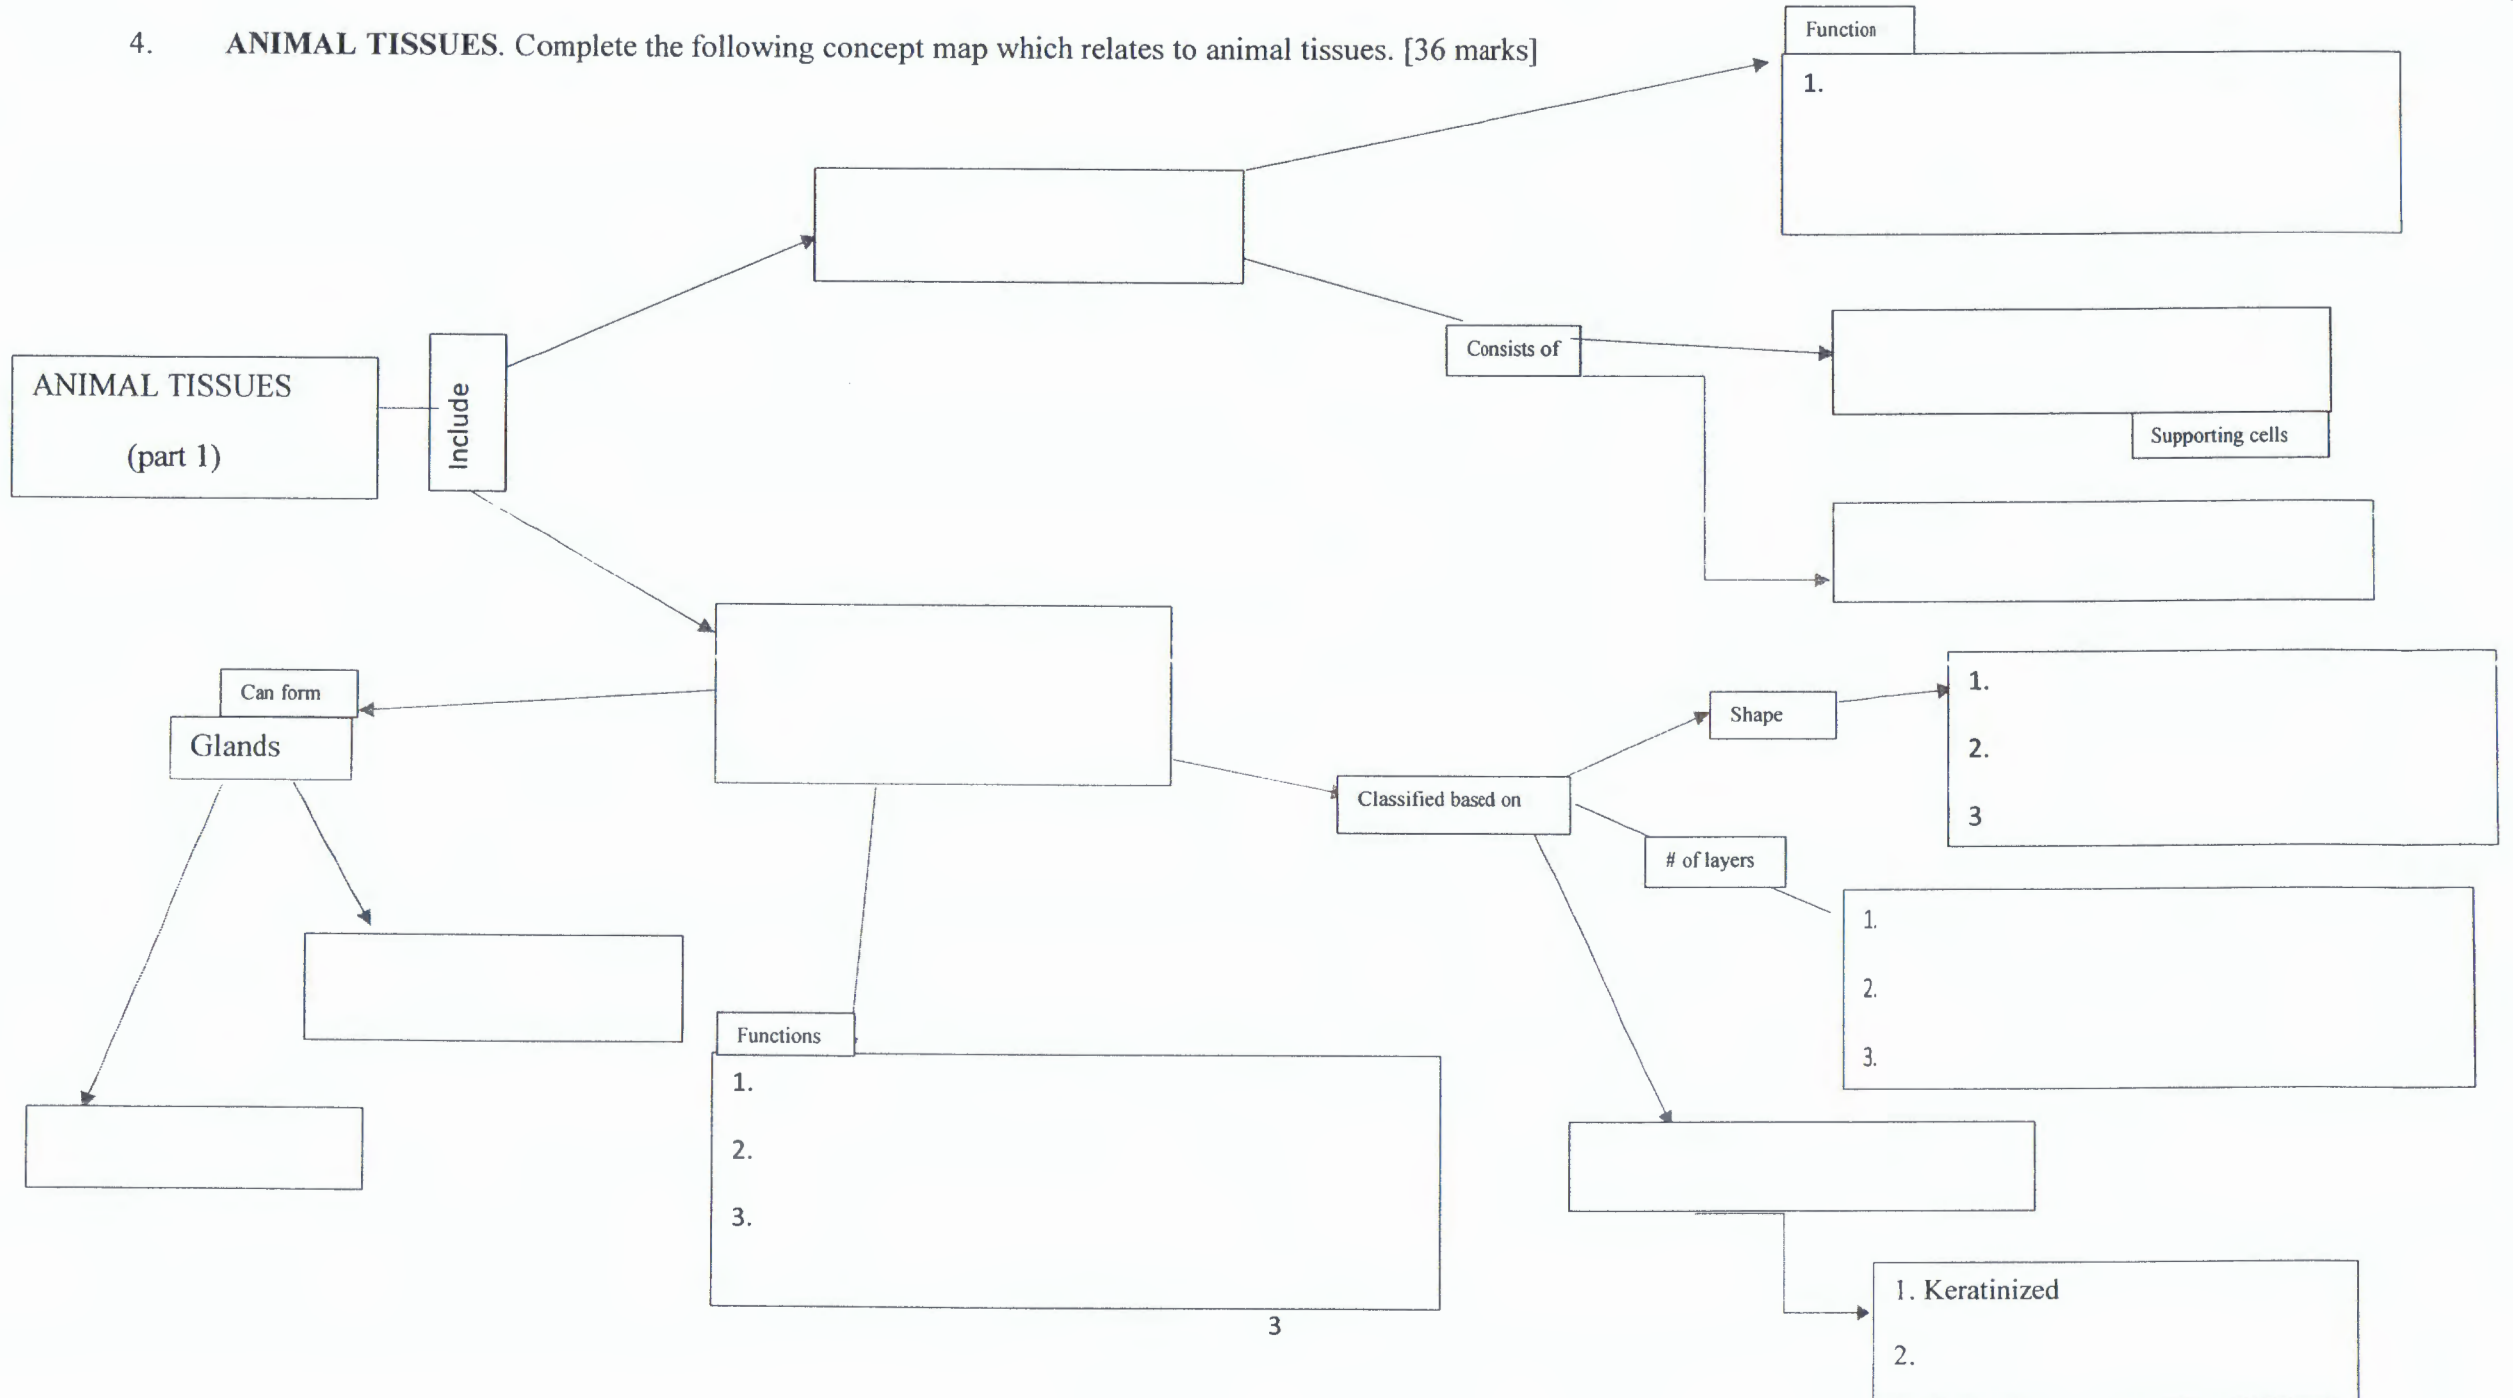 4. ANIMAL TISSUES. Complete the following concept map which relates to animal tissues. [36 marks]
Function
1.
Consists of
Supporting cells
ANIMAL TISSUES
(part 1)
Include
Can form
Glands
Classified based on
Shape
1.
2.
3
# of layers
1.
2.
3.
Functions
1.
2.
3.
1. Keratinized
2.
3